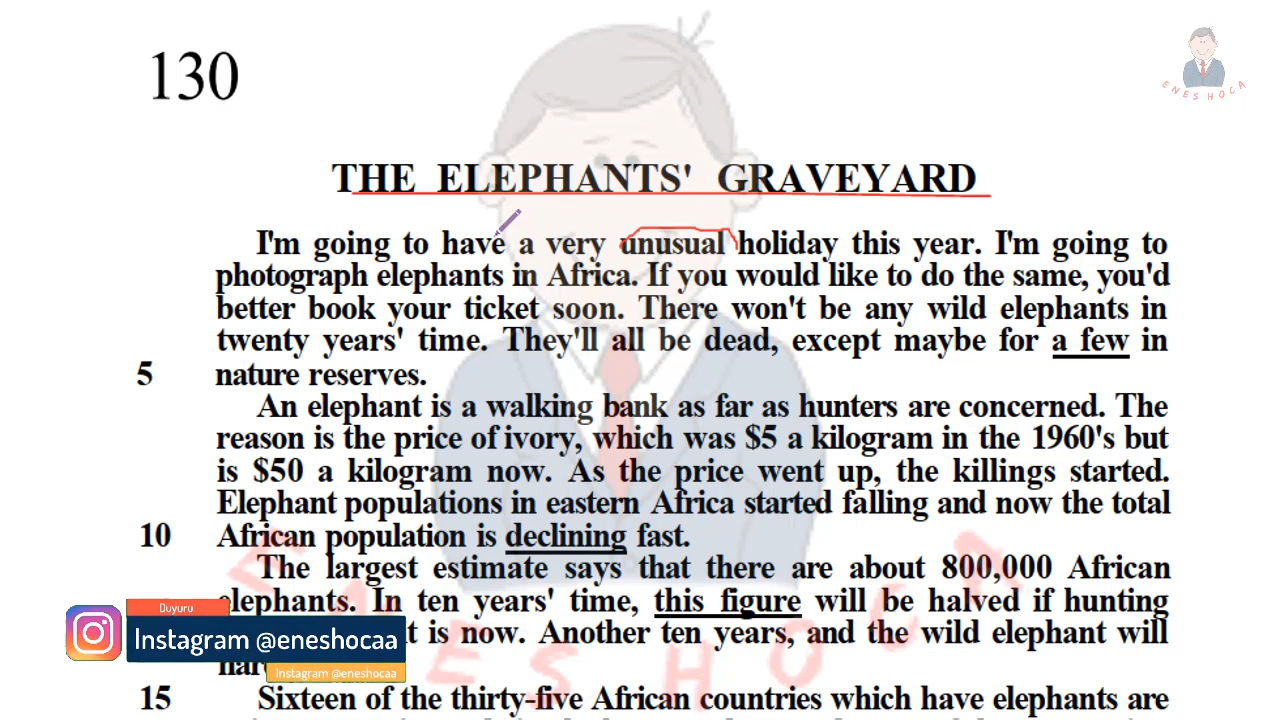 130
ENES HOCA
THE ELEPHANTS' GRAVEYARD
I'm going to have a very unusual holiday this year. I'm going to
photograph elephants in Africa. If you would like to do the same, you'd
better book your ticket soon. There won't be any wild elephants in
twenty years' time. They'll all be dead, except maybe for a few in
5 nature reserves.
An elephant is a walking bank as far as hunters are concerned. The
reason is the price of ivory, which was $5 a kilogram in the 1960's but
is $50 a kilogram now. As the price went up, the killings started.
Elephant populations in eastern Africa started falling and now the total
10 African population is declining fast.
The largest estimate says that there are about 800,000 African
elephants. In ten years' time, this figure will be halved if hunting
is now. Another ten years, and the wild elephant will
15 Sixteen of the thirty-five African countries which have elephants are
Duyuru
Instagram @eneshocaa
Instagram @eneshocaa
ENES HOCA